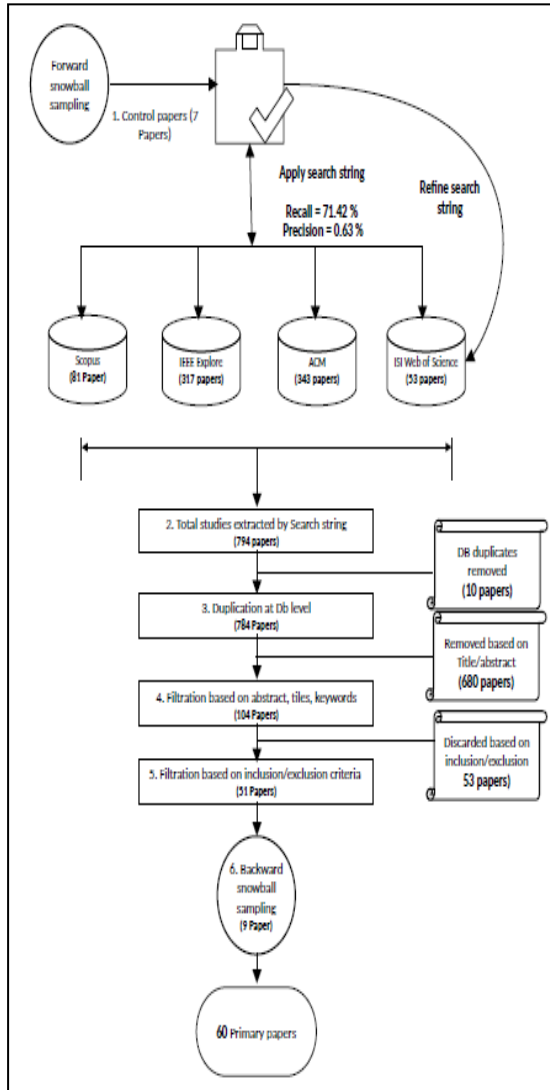 Forward
snowball
sampling
1. Control papers (7
Papers)
Apply search string
Recall = 71.42 %
Precision = 0.63 %
Refine search
string
Scopus
(81 Paper)
IEEE Explore
(317 papers)
ACM
(343 papers)
ISI Web of Science
(53 papers)
2. Total studies extracted by Search string
(794 papers)
DB duplicates
removed
(10 papers)
3. Duplication at Db level
(784 Papers)
Removed based on
Title/abstract
(680 papers)
4. Filtration based on abstract, tiles, keywords
(104 Papers)
Discarded based on
inclusion/exclusion
53 papers)
5. Filtration based on inclusion/exclusion criteria
(51 Papers)
6. Backward
snowball
sampling
(9 Paper)
60 Primary papers